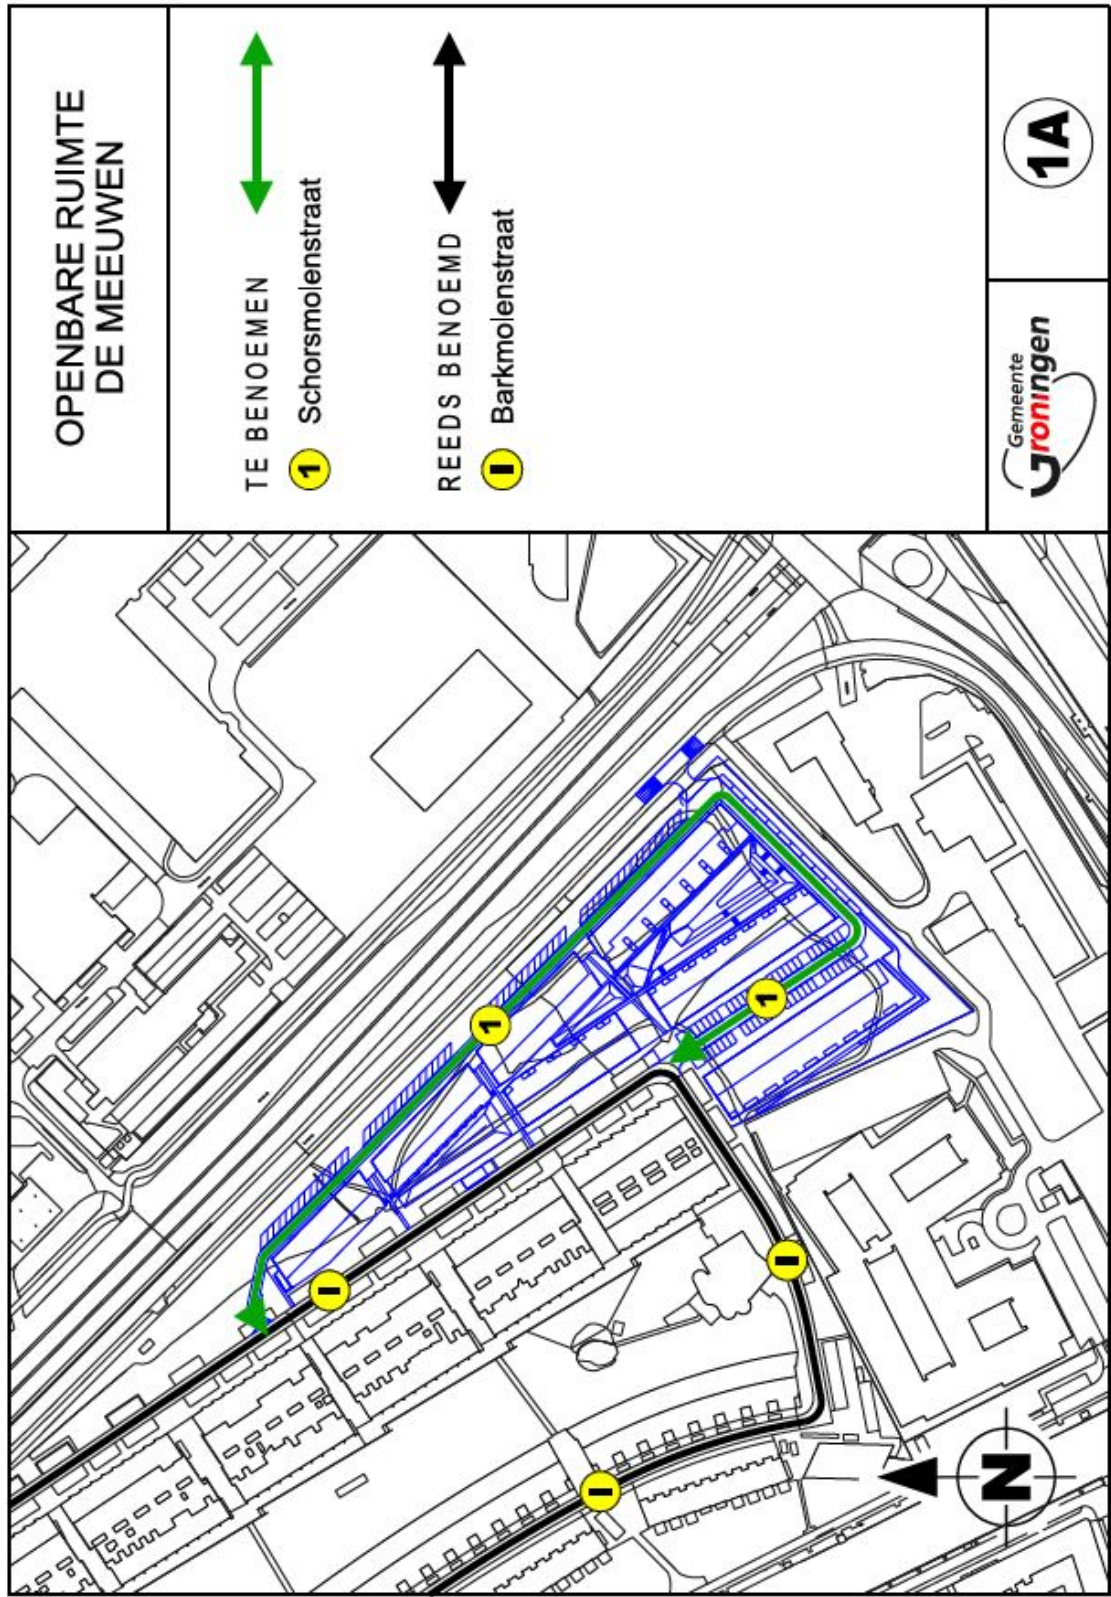 OPENBARE RUIMTE
DE MEEUWEN
TE BENOEMEN
1 Schorsmolenstraat
REEDS BENOEMD
I Barkmolenstraat
Gemeente
Groningen
1A
1
1
I
I
I
N